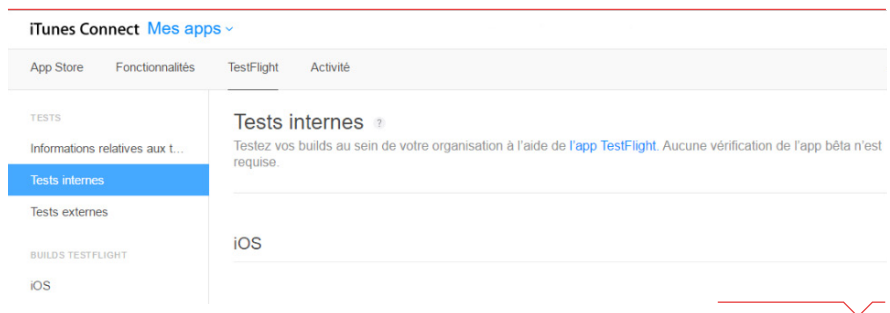 iTunes Connect Mes apps
App Store Fonctionnalités TestFlight Activité
TESTS
Informations relatives aux t...
Tests internes
Tests externes
BUILDS TESTFLIGHT
iOS
Tests internes ?
Testez vos builds au sein de votre organisation à l'aide de l'app TestFlight. Aucune vérification de l'app bêta n'est
requise.
iOS